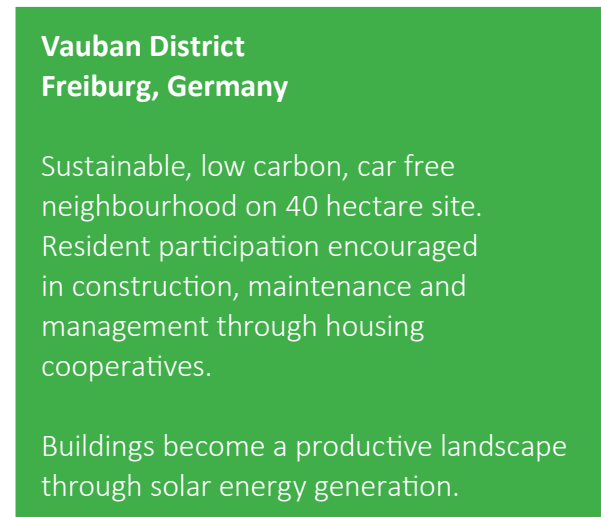 Vauban District
Freiburg, Germany
Sustainable, low carbon, car free
neighbourhood on 40 hectare site.
Resident participation encouraged
in construction, maintenance and
management through housing
cooperatives.
Buildings become a productive landscape
through solar energy generation.